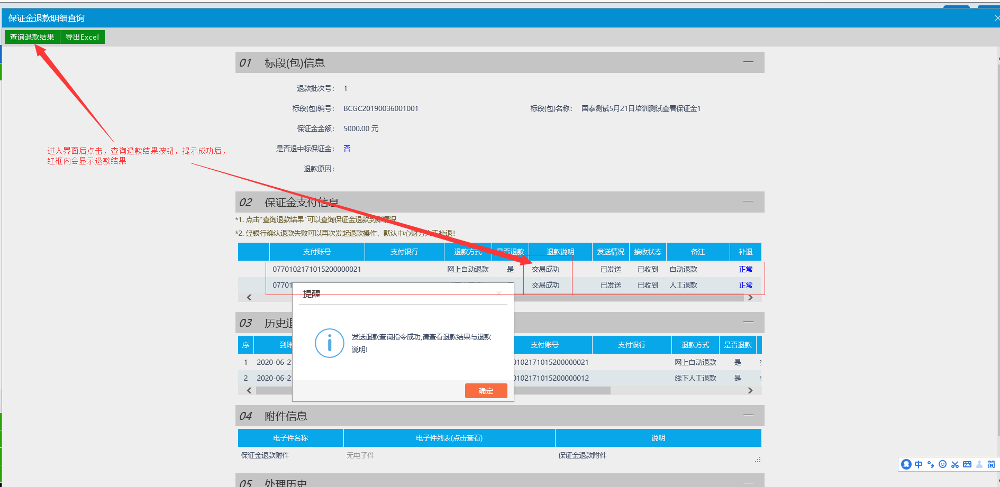 保证金退款明细查询
查询退款结果 导出Excel
01 标段(包)信息
退款批次号： 1
标段(包)编号： BCGC20190036001001 标段(包)名称： 国泰测试5月21日培训测试查看保证金1
保证金金额： 5000.00 元
是否退中标保证金： 否
退款原因：
进入界面后点击，查询退款结果按钮，提示成功后，
红框内会显示退款结果
02 保证金支付信息
*1. 点击"查询退款结果"可以查询保证金退款到账情况
*2. 经银行确认退款失败可以再次发起退款操作，默认中心财务人工补退!
支付账号 支付银行 退款方式 是否退款 退款说明 发送情况 接收状态 备注 补退
0770102171015200000021 网上自动退款 是 交易成功 已发送 已收到 自动退款 正常
07701 交易成功 已发送 已收到 人工退款 正常
提醒
发送退款查询指令成功,请查看退款结果与退款
说明!
确定
03 历史退
序 到账 支付账号 支付银行 退款方式 是否退款
1 2020-06-21 0102171015200000021 网上自动退款 是
2 2020-06-21 0102171015200000012 线下人工退款 是
04 附件信息
电子件名称 电子件列表(点击查看) 说明
保证金退款附件 无电子件 保证金退款附件
中 简
05 处理历史